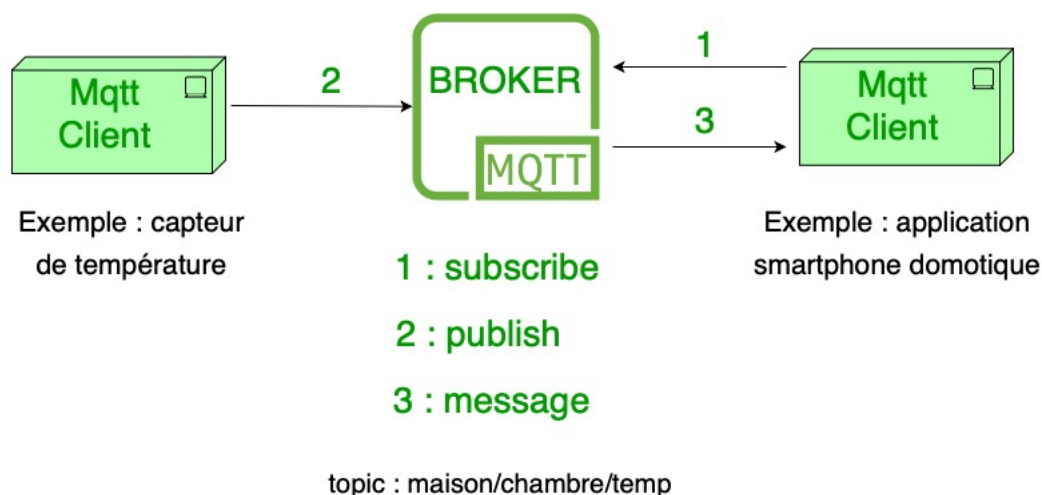 Mqtt
Client
Exemple : capteur
de température
2
BROKER
MQTT
1
3
Mqtt
Client
Exemple : application
smartphone domotique
1 : subscribe
2 : publish
3 : message
topic : maison/chambre/temp